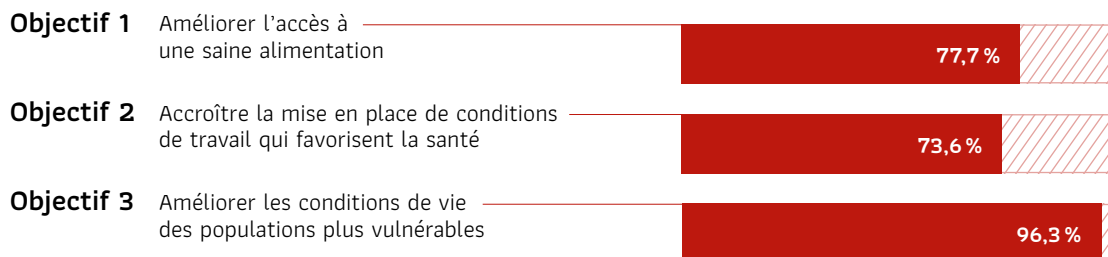 Objectif 1 Améliorer l’accès à
une saine alimentation
77,7 %
Objectif 2 Accroître la mise en place de conditions
de travail qui favorisent la santé
73,6 %
Objectif 3 Améliorer les conditions de vie
des populations plus vulnérables
96,3 %